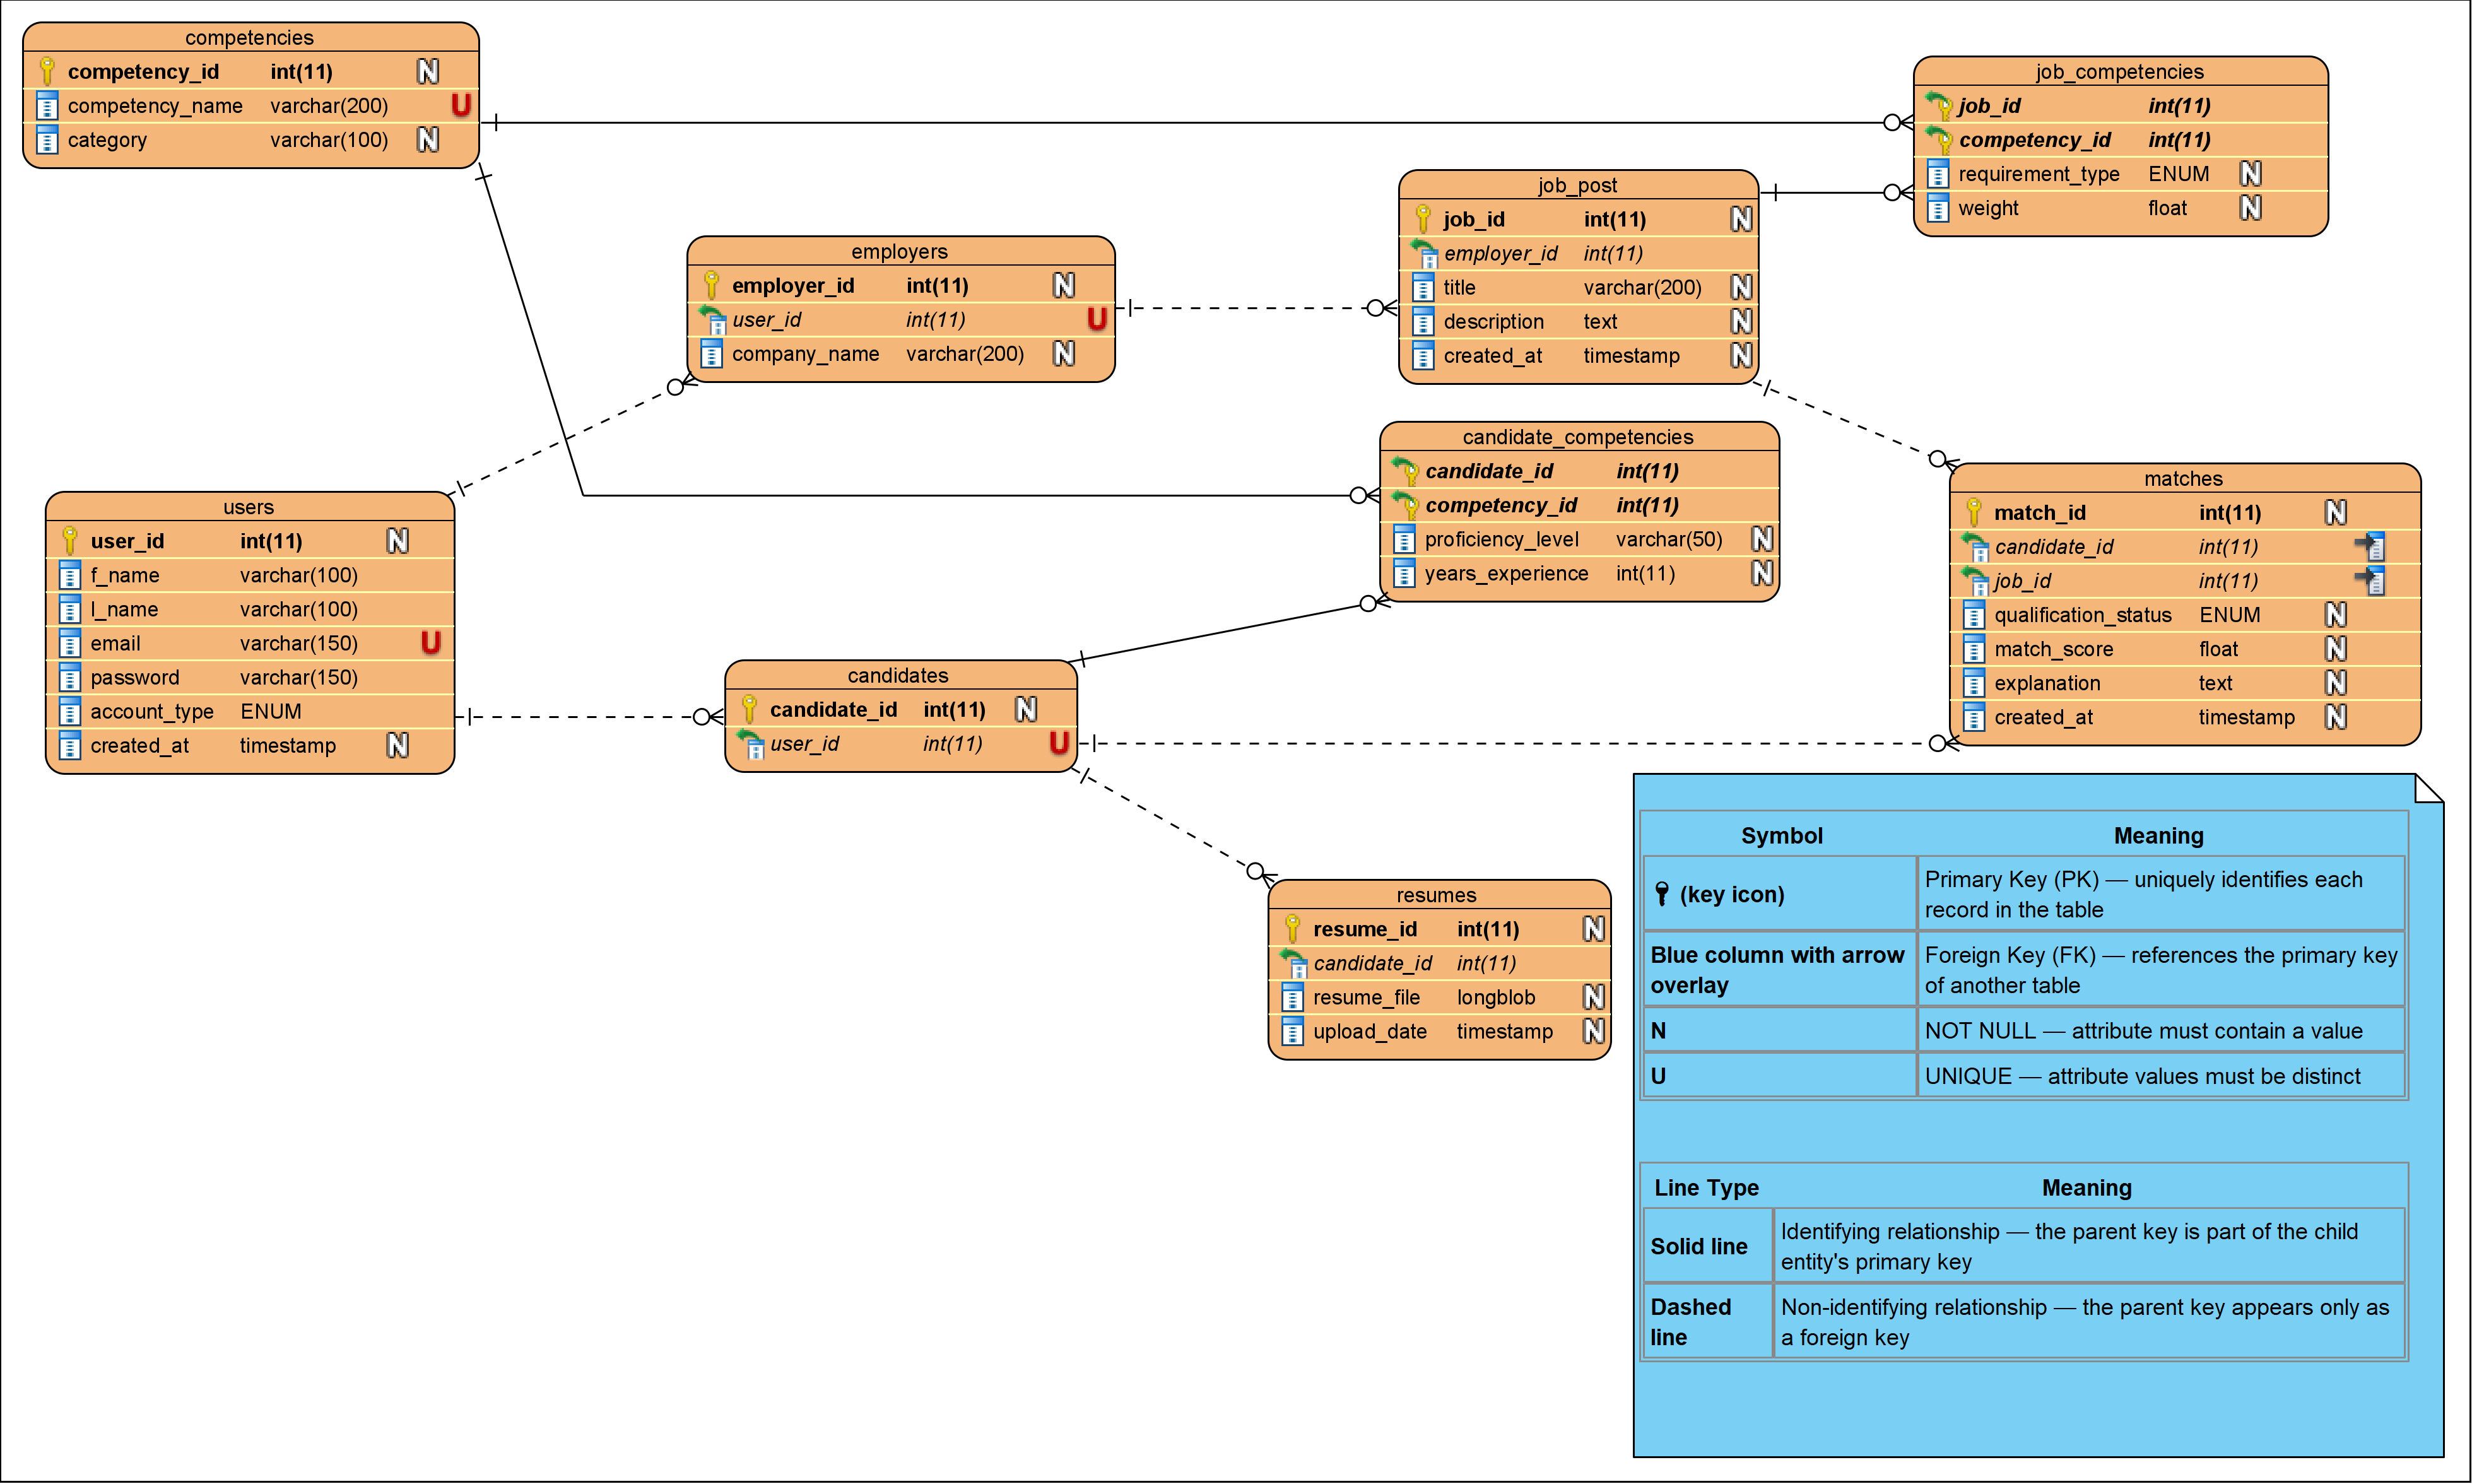 competencies
competency_id int(11) N
competency_name varchar(200) U
category varchar(100) N
job_competencies
job_id int(11)
competency_id int(11)
requirement_type ENUM N
weight float N
job_post
job_id int(11) N
employer_id int(11)
title varchar(200) N
description text N
created_at timestamp N
employers
employer_id int(11) N
user_id int(11) U
company_name varchar(200) N
candidate_competencies
candidate_id int(11)
competency_id int(11)
proficiency_level varchar(50) N
years_experience int(11) N
matches
match_id int(11) N
candidate_id int(11)
job_id int(11)
qualification_status ENUM N
match_score float N
explanation text N
created_at timestamp N
users
user_id int(11) N
f_name varchar(100)
l_name varchar(100)
email varchar(150) U
password varchar(150)
account_type ENUM
created_at timestamp N
candidates
candidate_id int(11) N
user_id int(11) U
resumes
resume_id int(11) N
candidate_id int(11)
resume_file longblob N
upload_date timestamp N
Symbol Meaning
(key icon) Primary Key (PK) — uniquely identifies each
record in the table
Blue column with arrow
overlay
Foreign Key (FK) — references the primary key
of another table
N NOT NULL — attribute must contain a value
U UNIQUE — attribute values must be distinct
Line Type Meaning
Solid line Identifying relationship — the parent key is part of the child
entity's primary key
Dashed
line
Non-identifying relationship — the parent key appears only as
a foreign key